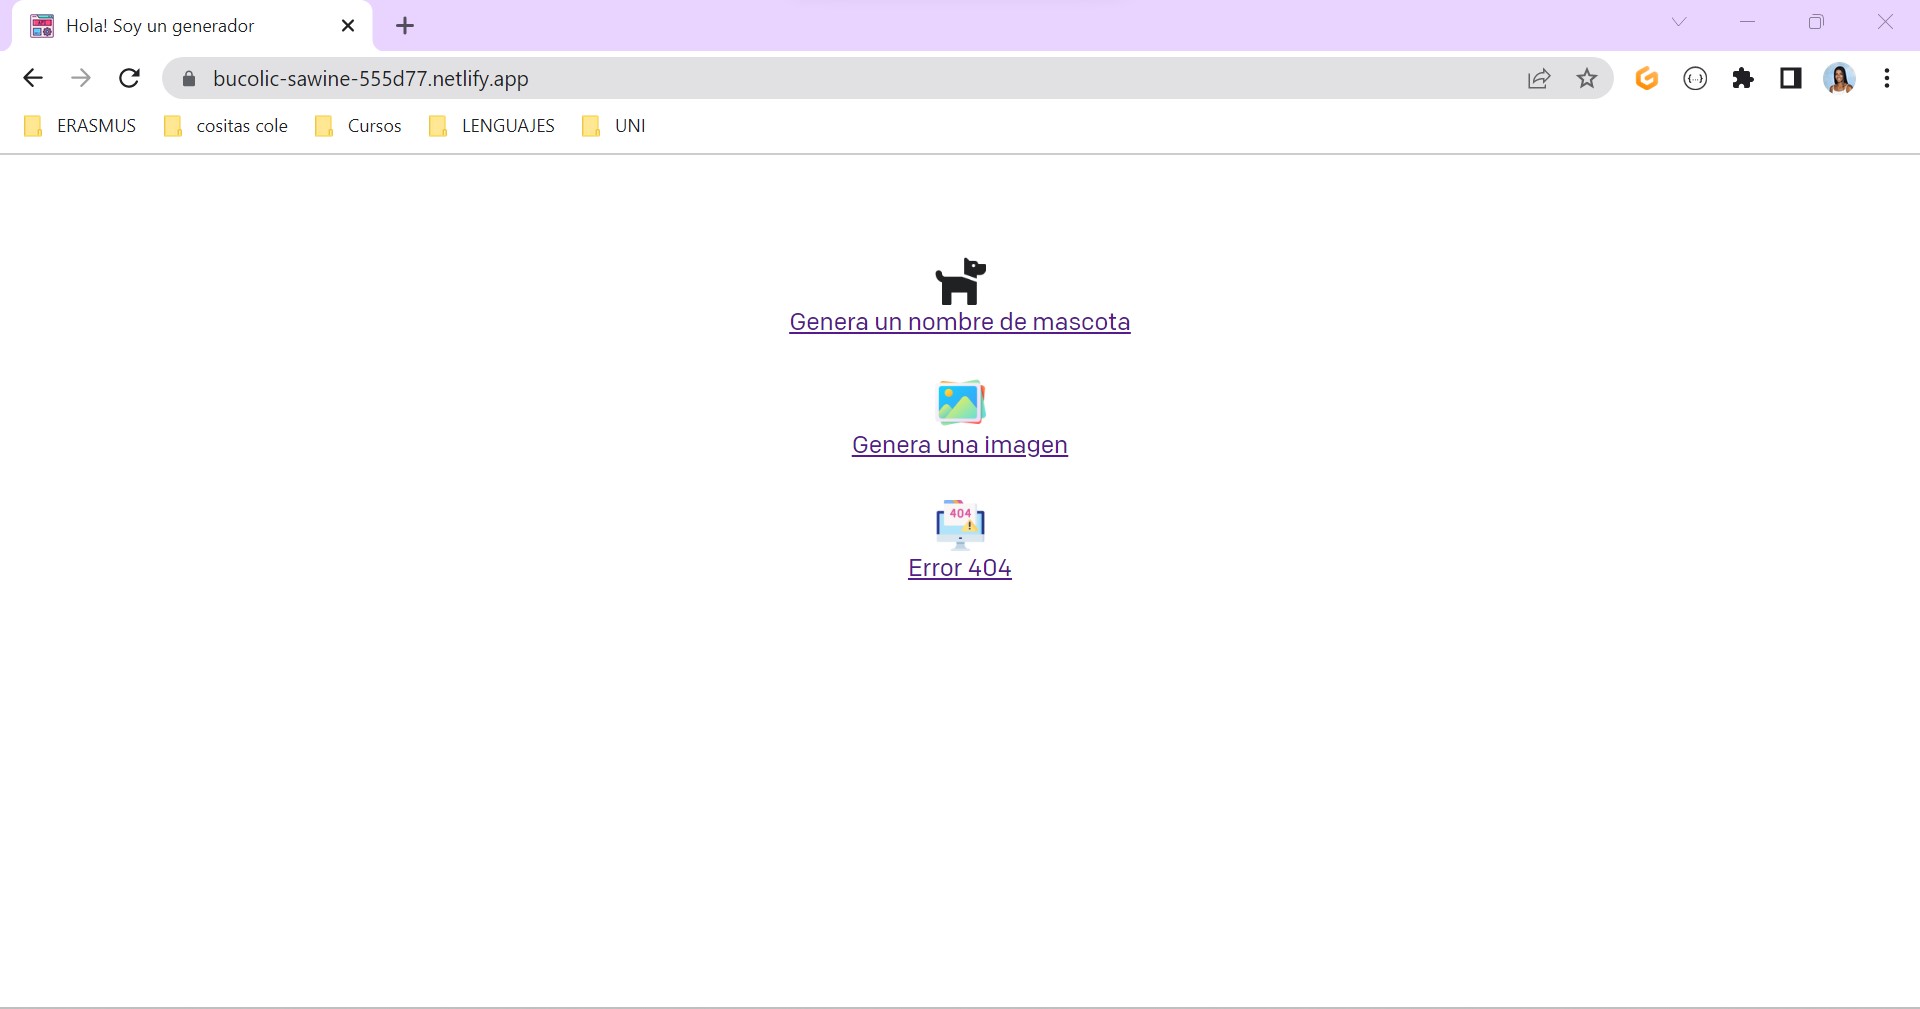 Hola! Soy un generador
bucolic-sawine-555d77.netlify.app
ERASMUS cositas cole Cursos LENGUAJES UNI
Genera un nombre de mascota
Genera una imagen
404
Error 404